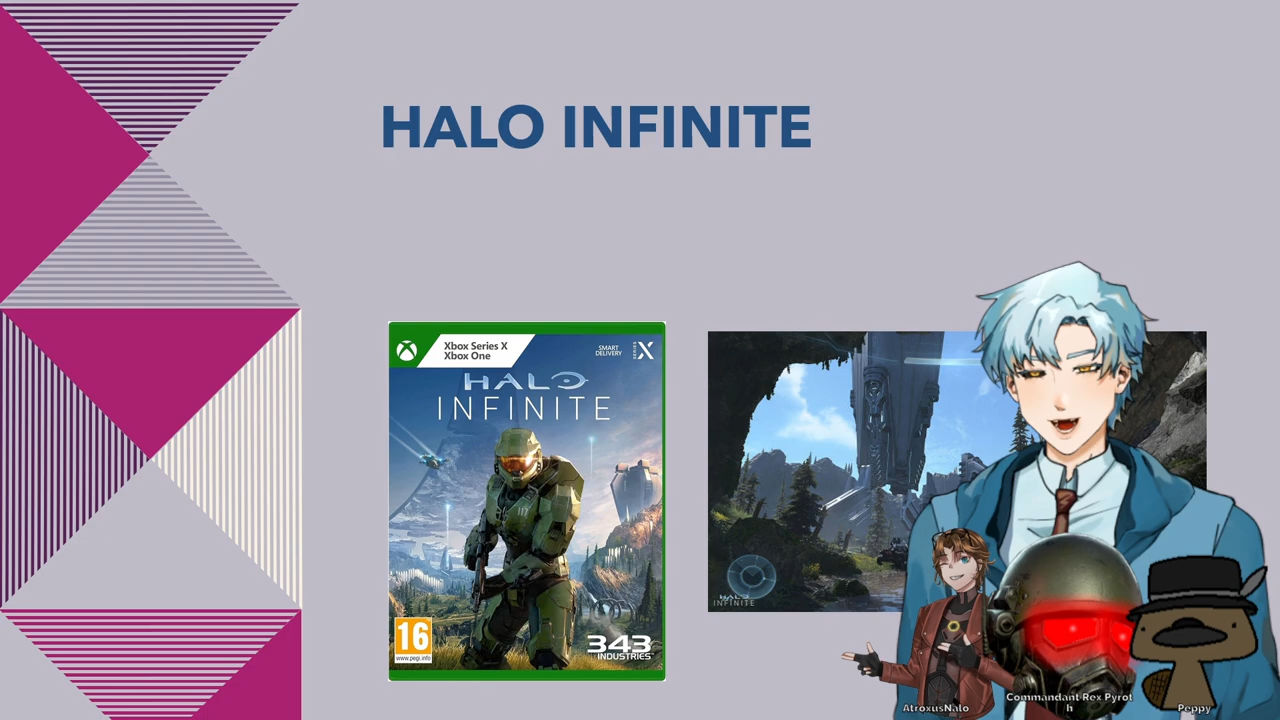 HALO INFINITE
Xbox Series X
Xbox One
SMART
DELIVERY
SERIES X
HALO
INFINITE
16
www.pegi.info
343
INDUSTRIES
HALO
INFINITE
AtroxusNalo
Commandant Rex Pyrot
h
Peppy